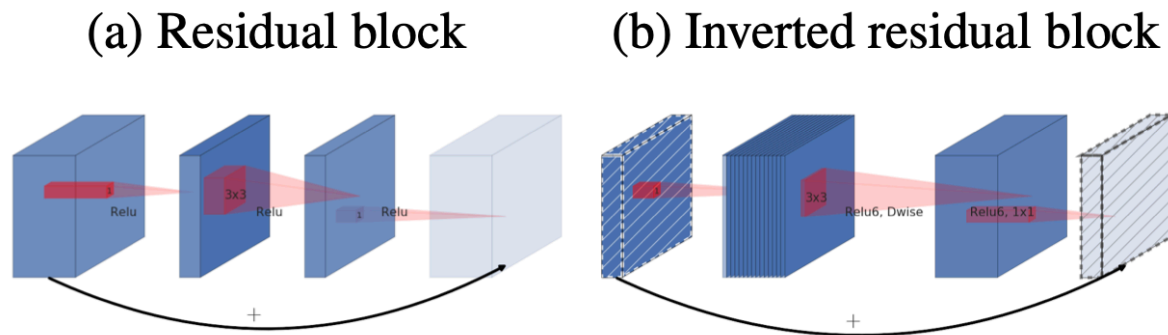 (a) Residual block
(b) Inverted residual block
1
Relu
3x3
Relu
1
Relu
+
1
3x3
Relu6, Dwise
Relu6, 1x1
+